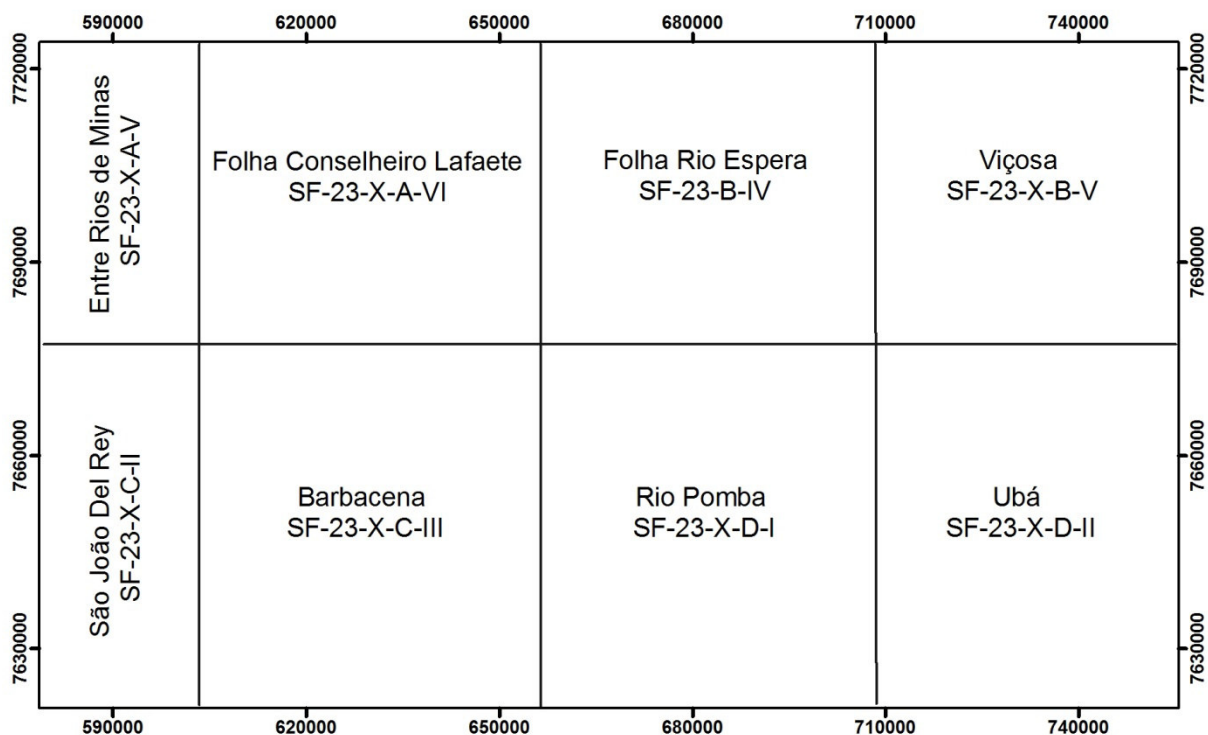 590000
620000
650000
680000
710000
740000
7720000
7690000
7660000
7630000
Entre Rios de Minas
SF-23-X-A-V
Folha Conselheiro Lafaete
SF-23-X-A-VI
Folha Rio Espera
SF-23-B-IV
Viçosa
SF-23-X-B-V
São João Del Rey
SF-23-X-C-II
Barbacena
SF-23-X-C-III
Rio Pomba
SF-23-X-D-I
Ubá
SF-23-X-D-II
7720000
7690000
7660000
7630000
590000
620000
650000
680000
710000
740000